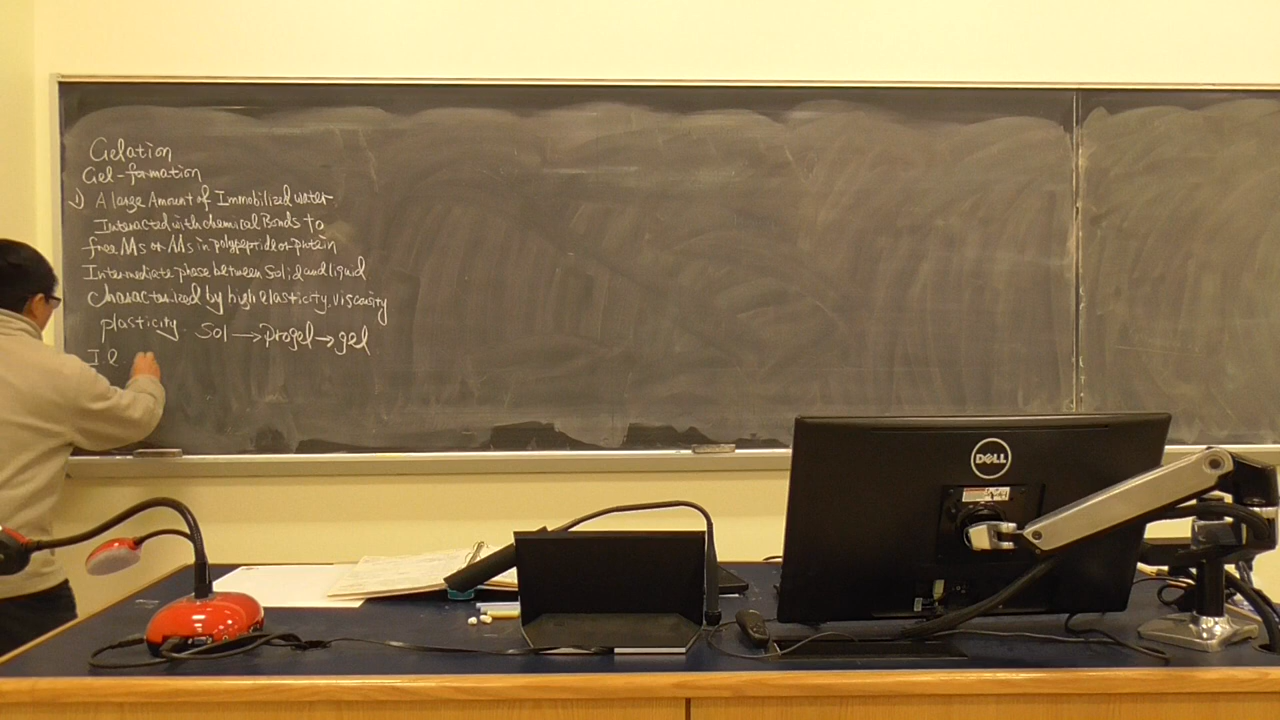 Gelation
Gel-formation
1) A large Amount of Immobilized water
Interacted with chemical Bonds to
free Ms or AAs in polypeptide or protein
Intermediate phase between Solid and liquid
characterized by high elasticity, viscosity
plasticity. Sol → Progel → gel
I.e.
DELL